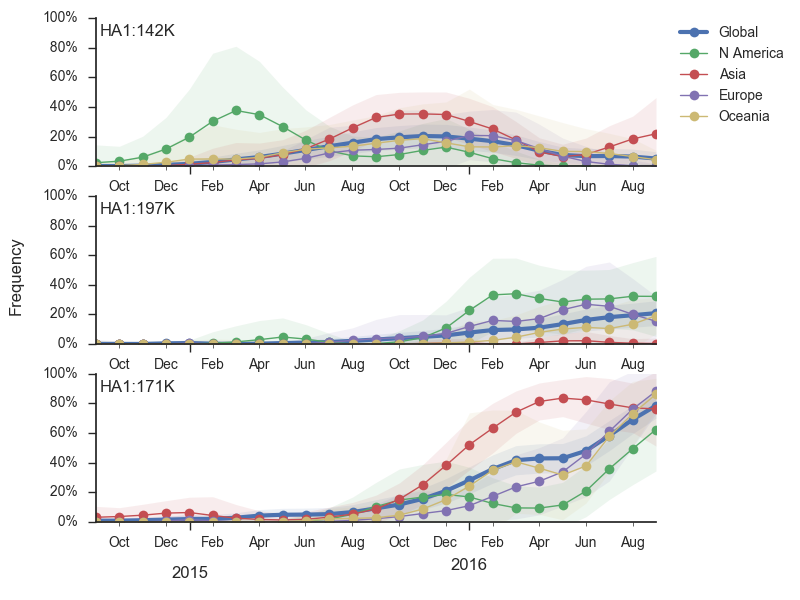 HA1:142K
100%
80%
60%
40%
20%
0%
Oct Dec Feb Apr Jun Aug Oct Dec Feb Apr Jun Aug
Global
N America
Asia
Europe
Oceania
Frequency
HA1:197K
100%
80%
60%
40%
20%
0%
Oct Dec Feb Apr Jun Aug Oct Dec Feb Apr Jun Aug
HA1:171K
100%
80%
60%
40%
20%
0%
Oct Dec Feb Apr Jun Aug Oct Dec Feb Apr Jun Aug
2015 2016